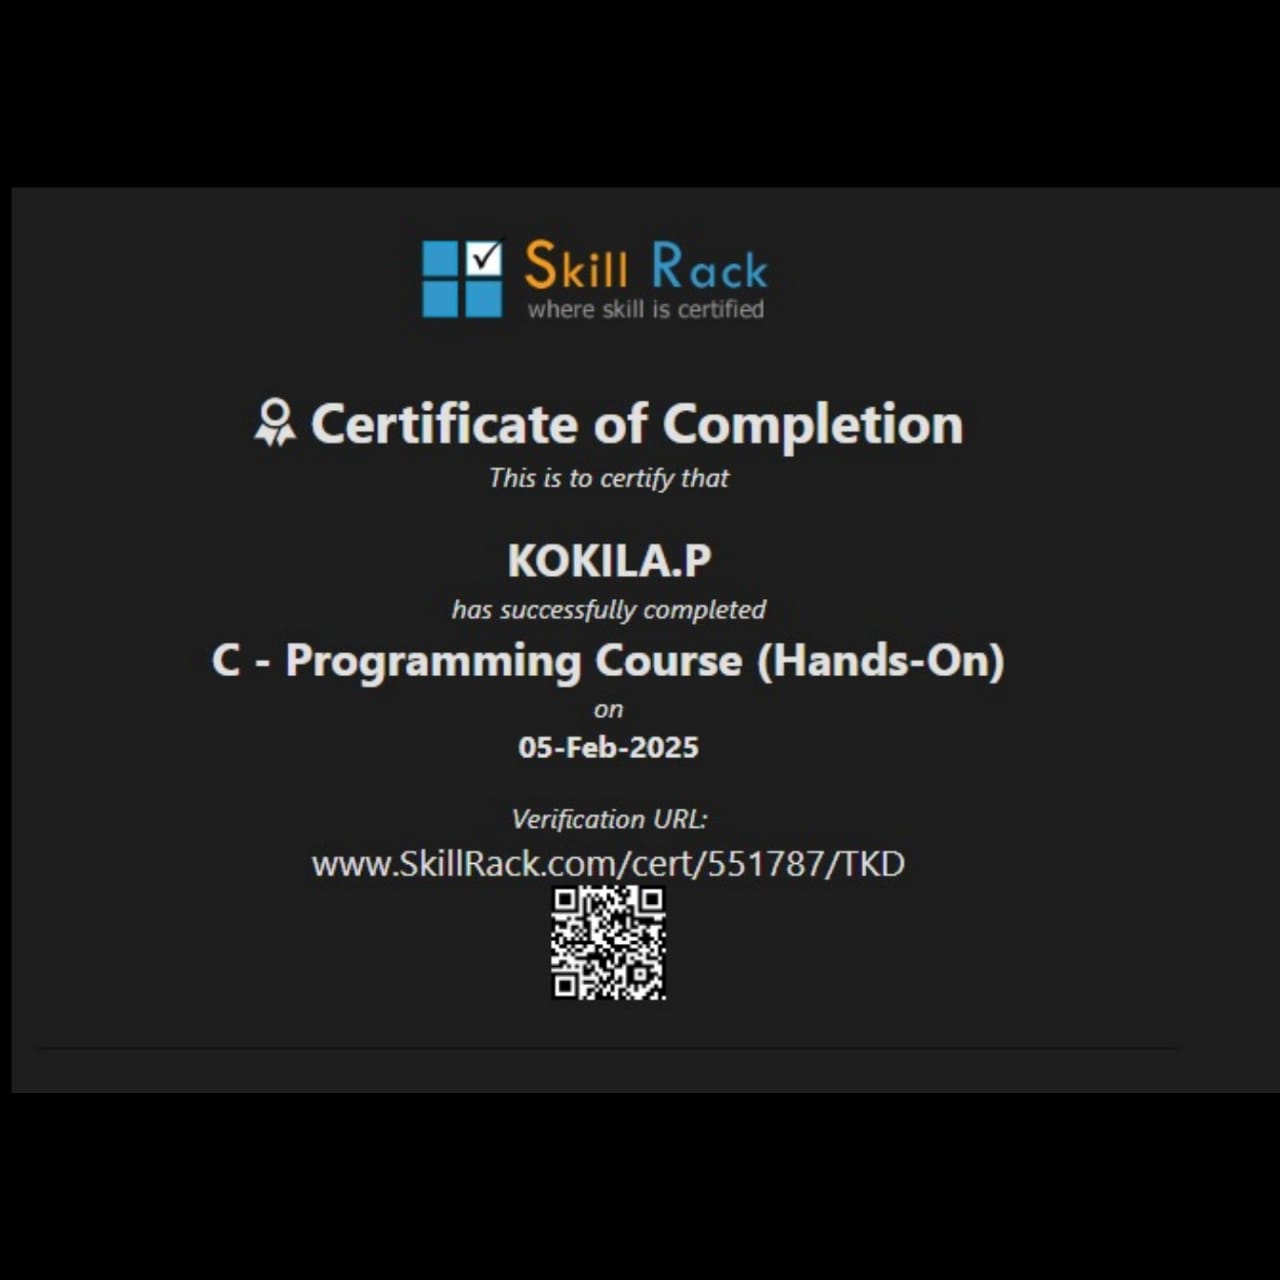 Skill Rack
where skill is certified
Certificate of Completion
This is to certify that
KOKILA.P
has successfully completed
C - Programming Course (Hands-On)
on
05-Feb-2025
Verification URL:
www.SkillRack.com/cert/551787/TKD